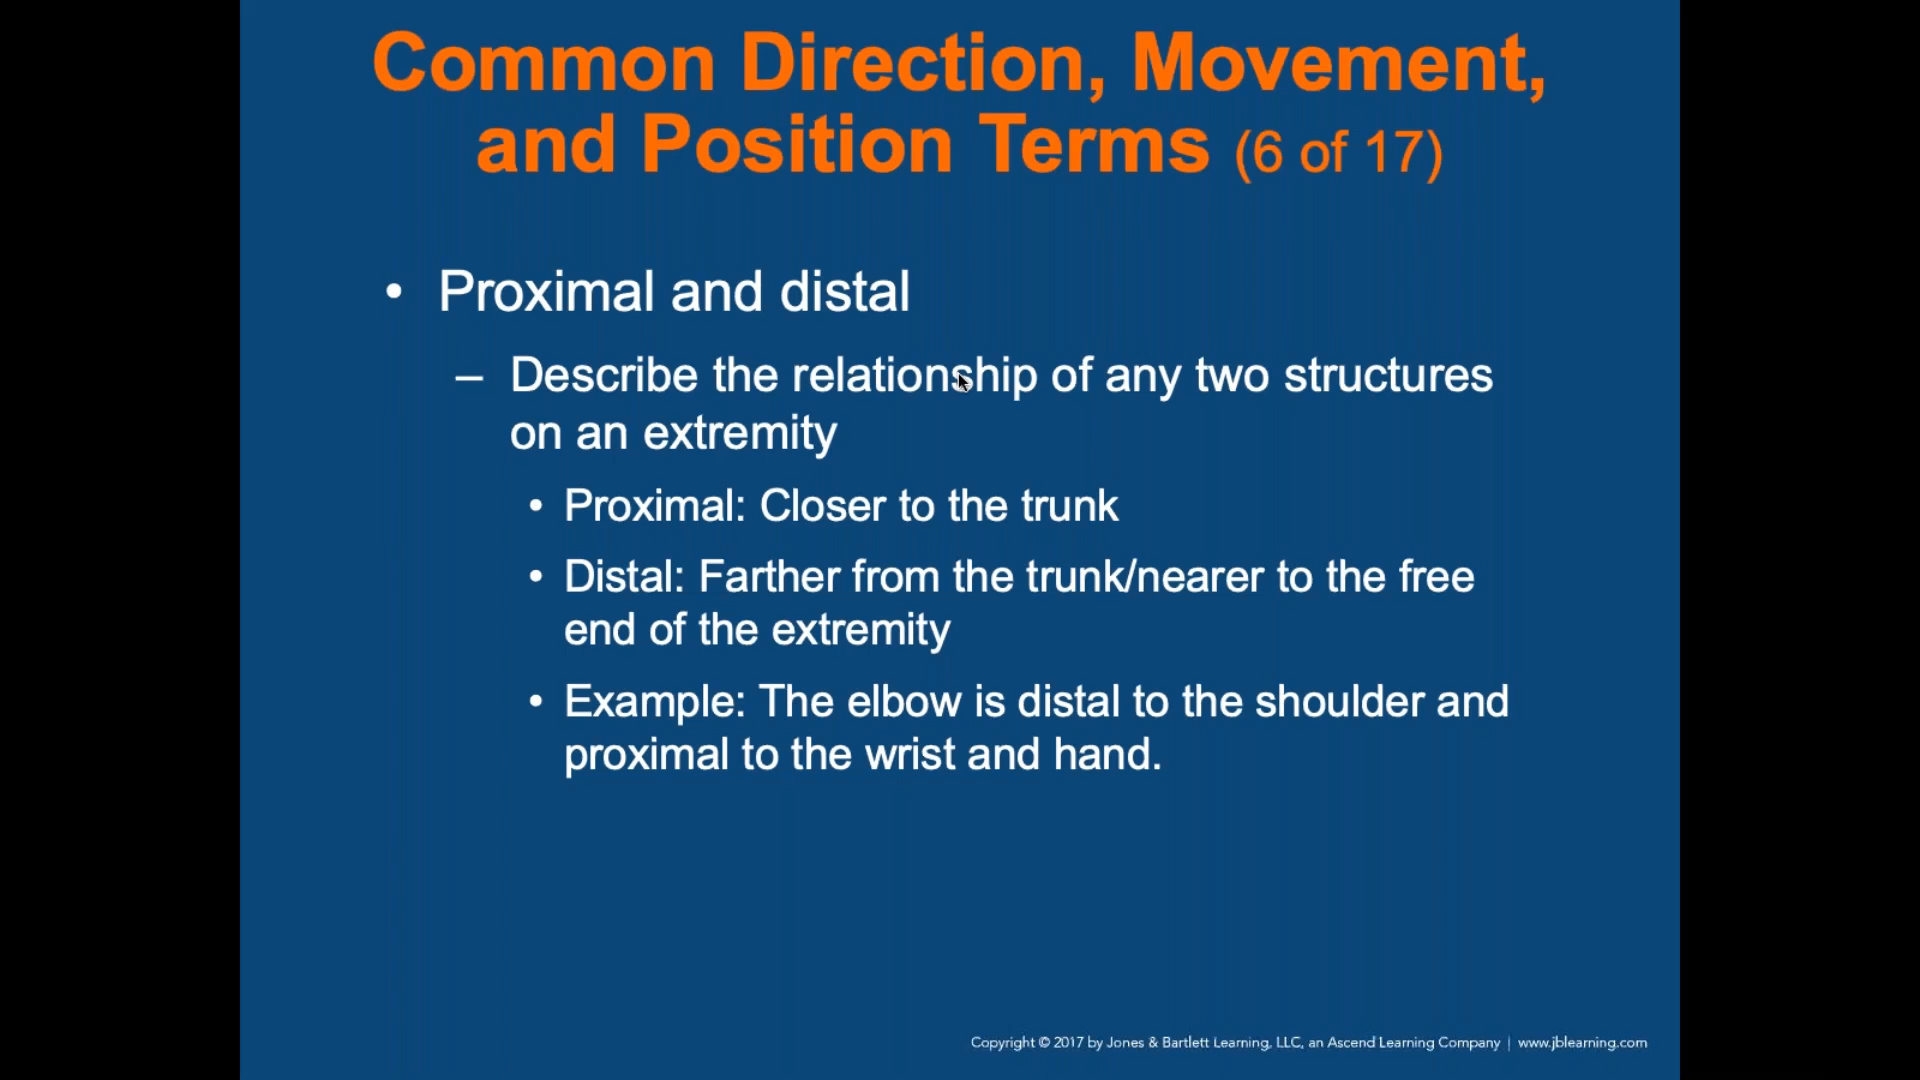 Common Direction, Movement,
and Position Terms (6 of 17)
• Proximal and distal
– Describe the relationship of any two structures
on an extremity
• Proximal: Closer to the trunk
• Distal: Farther from the trunk/nearer to the free
end of the extremity
• Example: The elbow is distal to the shoulder and
proximal to the wrist and hand.
Copyright © 2017 by Jones & Bartlett Learning, LLC, an Ascend Learning Company | www.jblearning.com